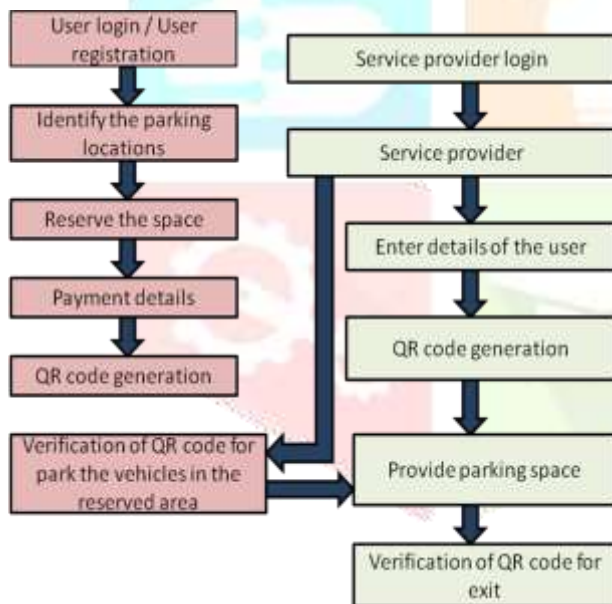 User login / User
registration
Identify the parking
locations
Reserve the space
Payment details
QR code generation
Verification of QR code for
park the vehicles in the
reserved area
Service provider login
Service provider
Enter details of the user
QR code generation
Provide parking space
Verification of QR code for
exit